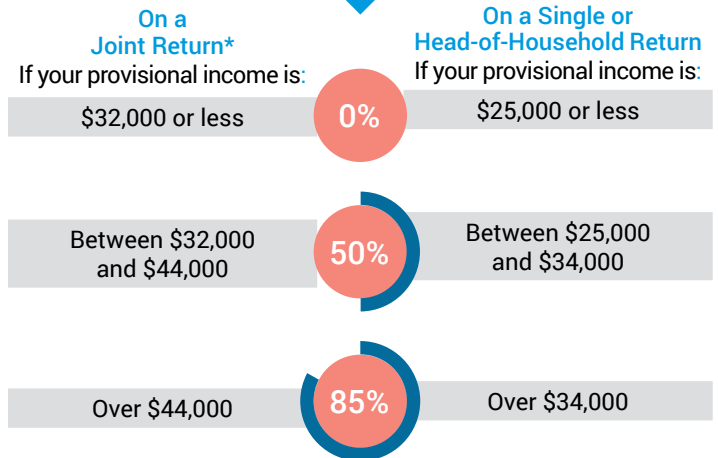 On a
Joint Return*
If your provisional income is:
On a Single or
Head-of-Household Return
If your provisional income is:
$32,000 or less
0%
$25,000 or less
Between $32,000
and $44,000
50%
Between $25,000
and $34,000
Over $44,000
85%
Over $34,000